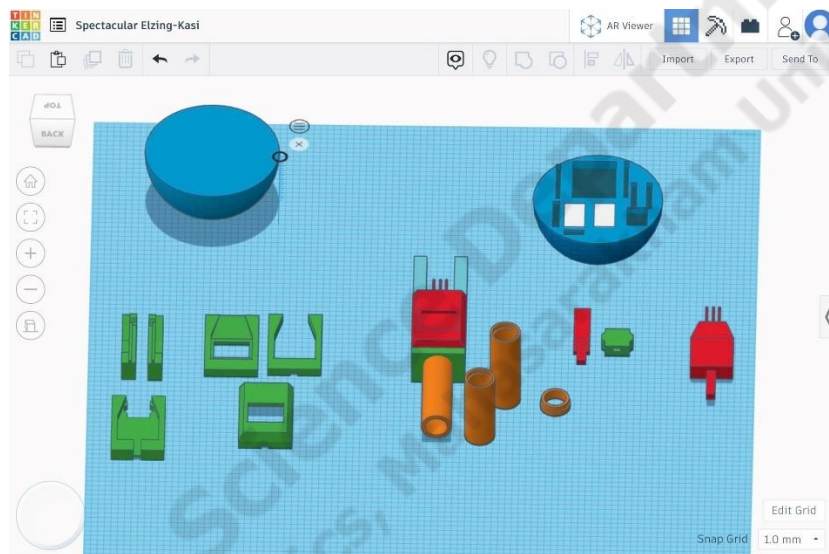 TIN
KER
CAD
Spectacular Elzing-Kasi
AR Viewer
Import
Export
Send To
TOP
BACK
Edit Grid
Snap Grid
1.0 mm
Science